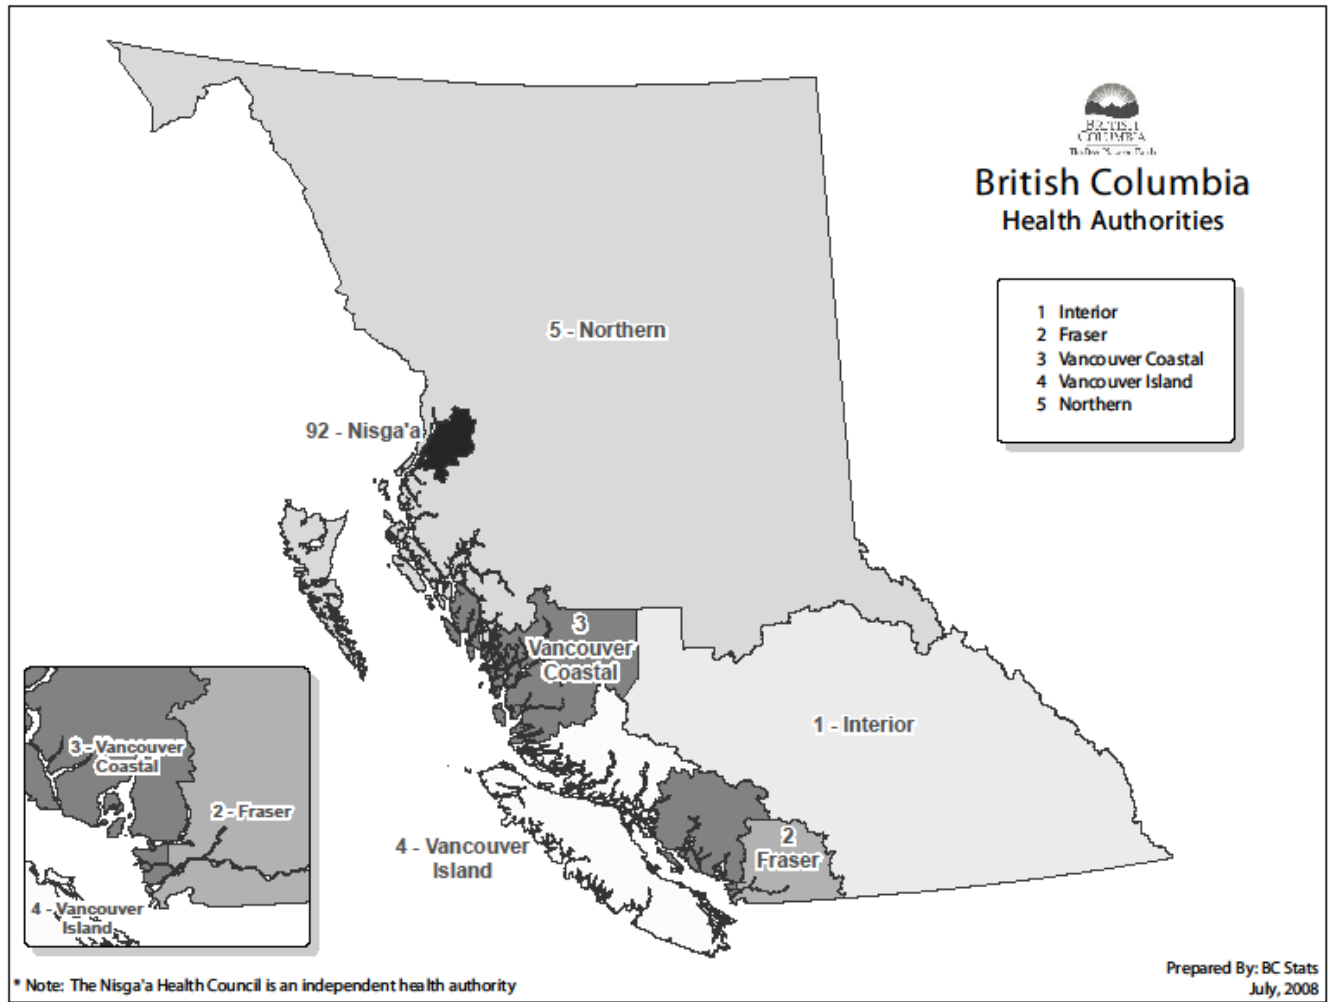 BRITISH
COLUMBIA
British Columbia
Health Authorities
1 Interior
2 Fraser
3 Vancouver Coastal
4 Vancouver Island
5 Northern
5 - Northern
92 - Nisga'a
3
Vancouver
Coastal
1 - Interior
2
Fraser
4 - Vancouver
Island
3 - Vancouver
Coastal
2 - Fraser
4 - Vancouver
Island
* Note: The Nisga'a Health Council is an independent health authority
Prepared By: BC Stats
July, 2008